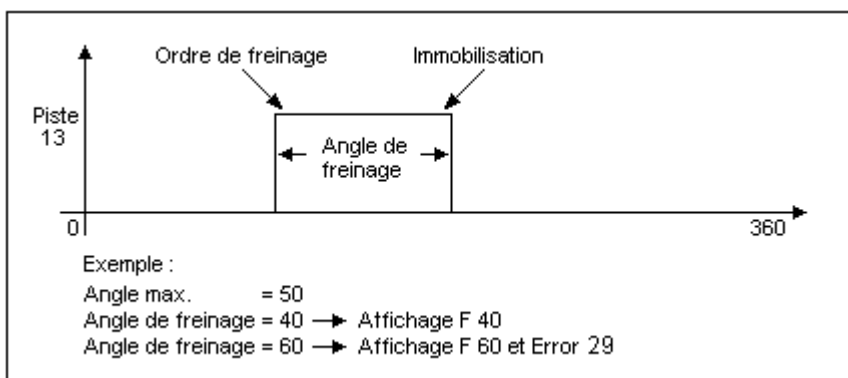 Ordre de freinage
Immobilisation
Piste
13
Angle de
freinage
0
360
Exemple :
Angle max. = 50
Angle de freinage = 40 → Affichage F 40
Angle de freinage = 60 → Affichage F 60 et Error 29